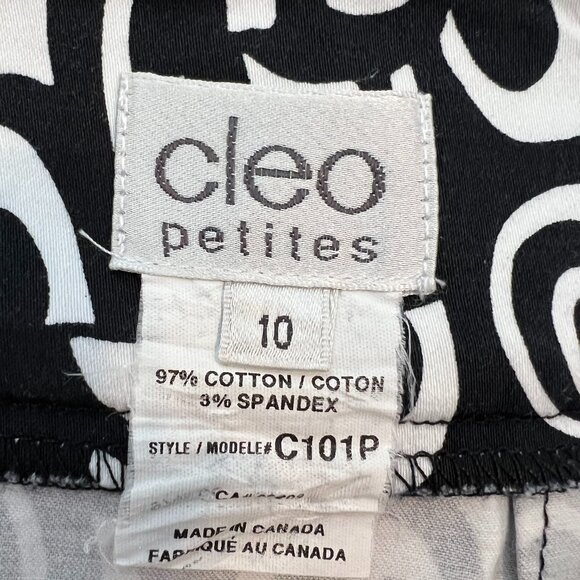 cleo
petites
10
97% COTTON / COTON
3% SPANDEX
STYLE / MODELE# C101P
MADE IN CANADA
FABRIQUÉ AU CANADA